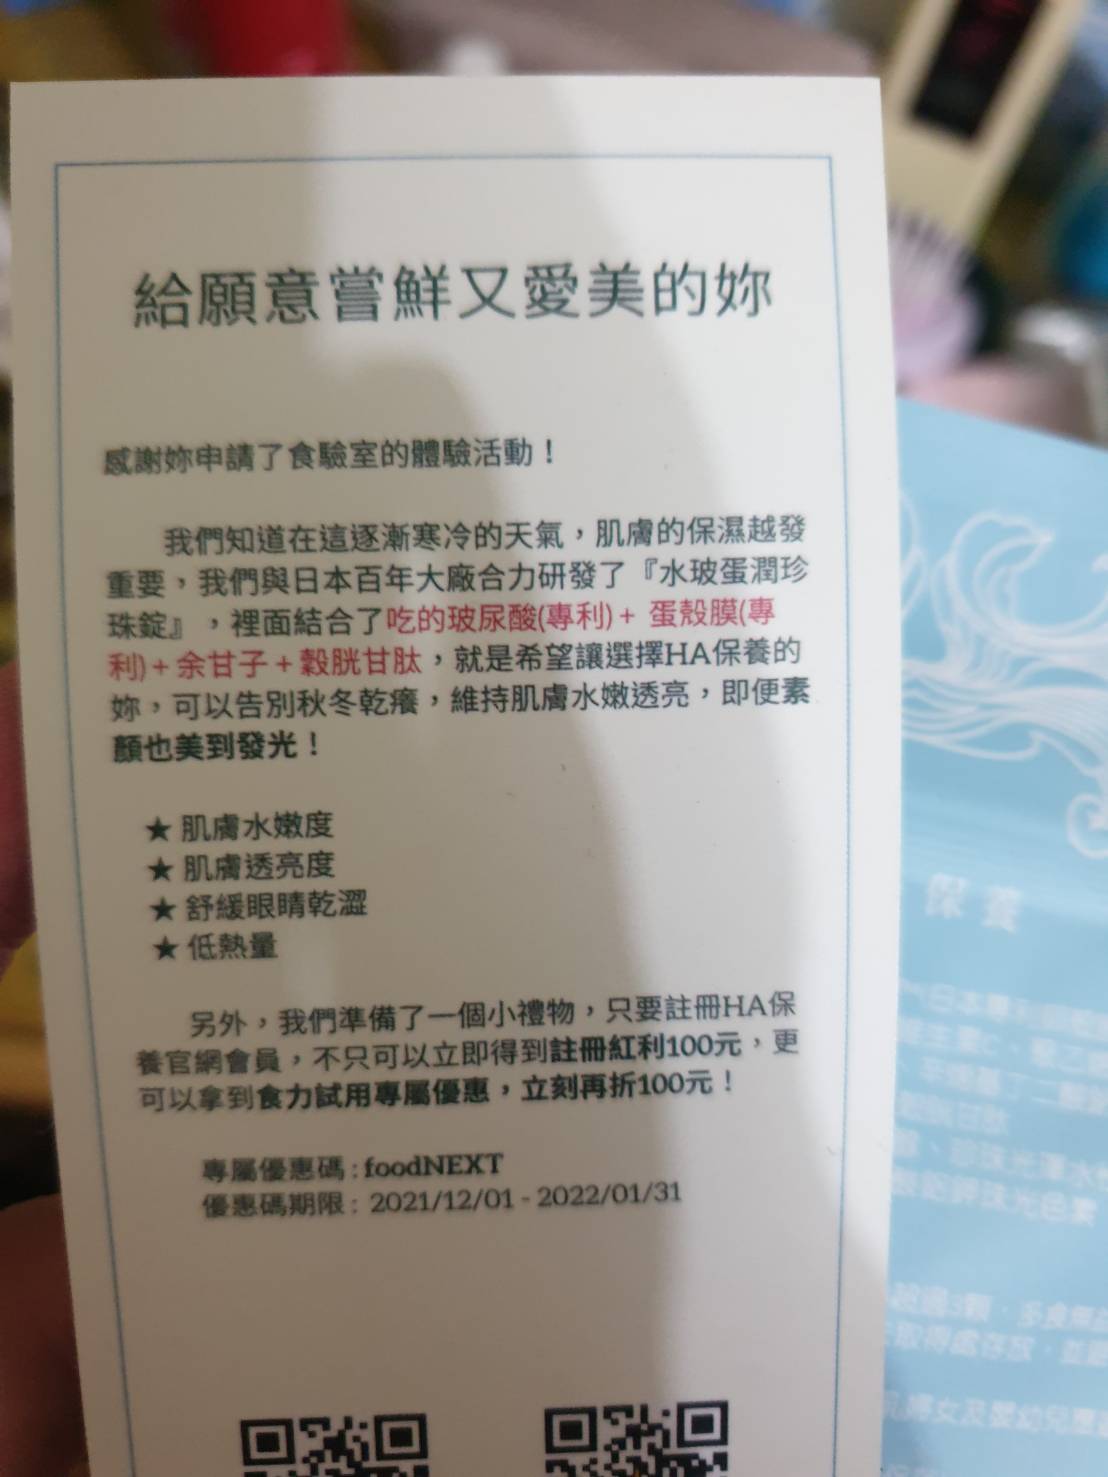 給願意嘗鮮又愛美的妳
感謝妳申請了食驗室的體驗活動！
我們知道在這逐漸寒冷的天氣，肌膚的保濕越發
重要，我們與日本百年大廠合力研發了『水玻蛋潤珍
珠錠』，裡面結合了吃的玻尿酸(專利)+ 蛋殼膜(專
利)+余甘子+穀胱甘肽，就是希望讓選擇HA保養的
妳，可以告別秋冬乾癢，維持肌膚水嫩透亮，即便素
顏也美到發光！
★ 肌膚水嫩度
★ 肌膚透亮度
★ 舒緩眼睛乾澀
★ 低熱量
另外，我們準備了一個小禮物，只要註冊HA保
養官網會員，不只可以立即得到註冊紅利100元，更
可以拿到食力試用專屬優惠，立刻再折100元！
專屬優惠碼：foodNEXT
優惠碼期限：2021/12/01 - 2022/01/31
保養